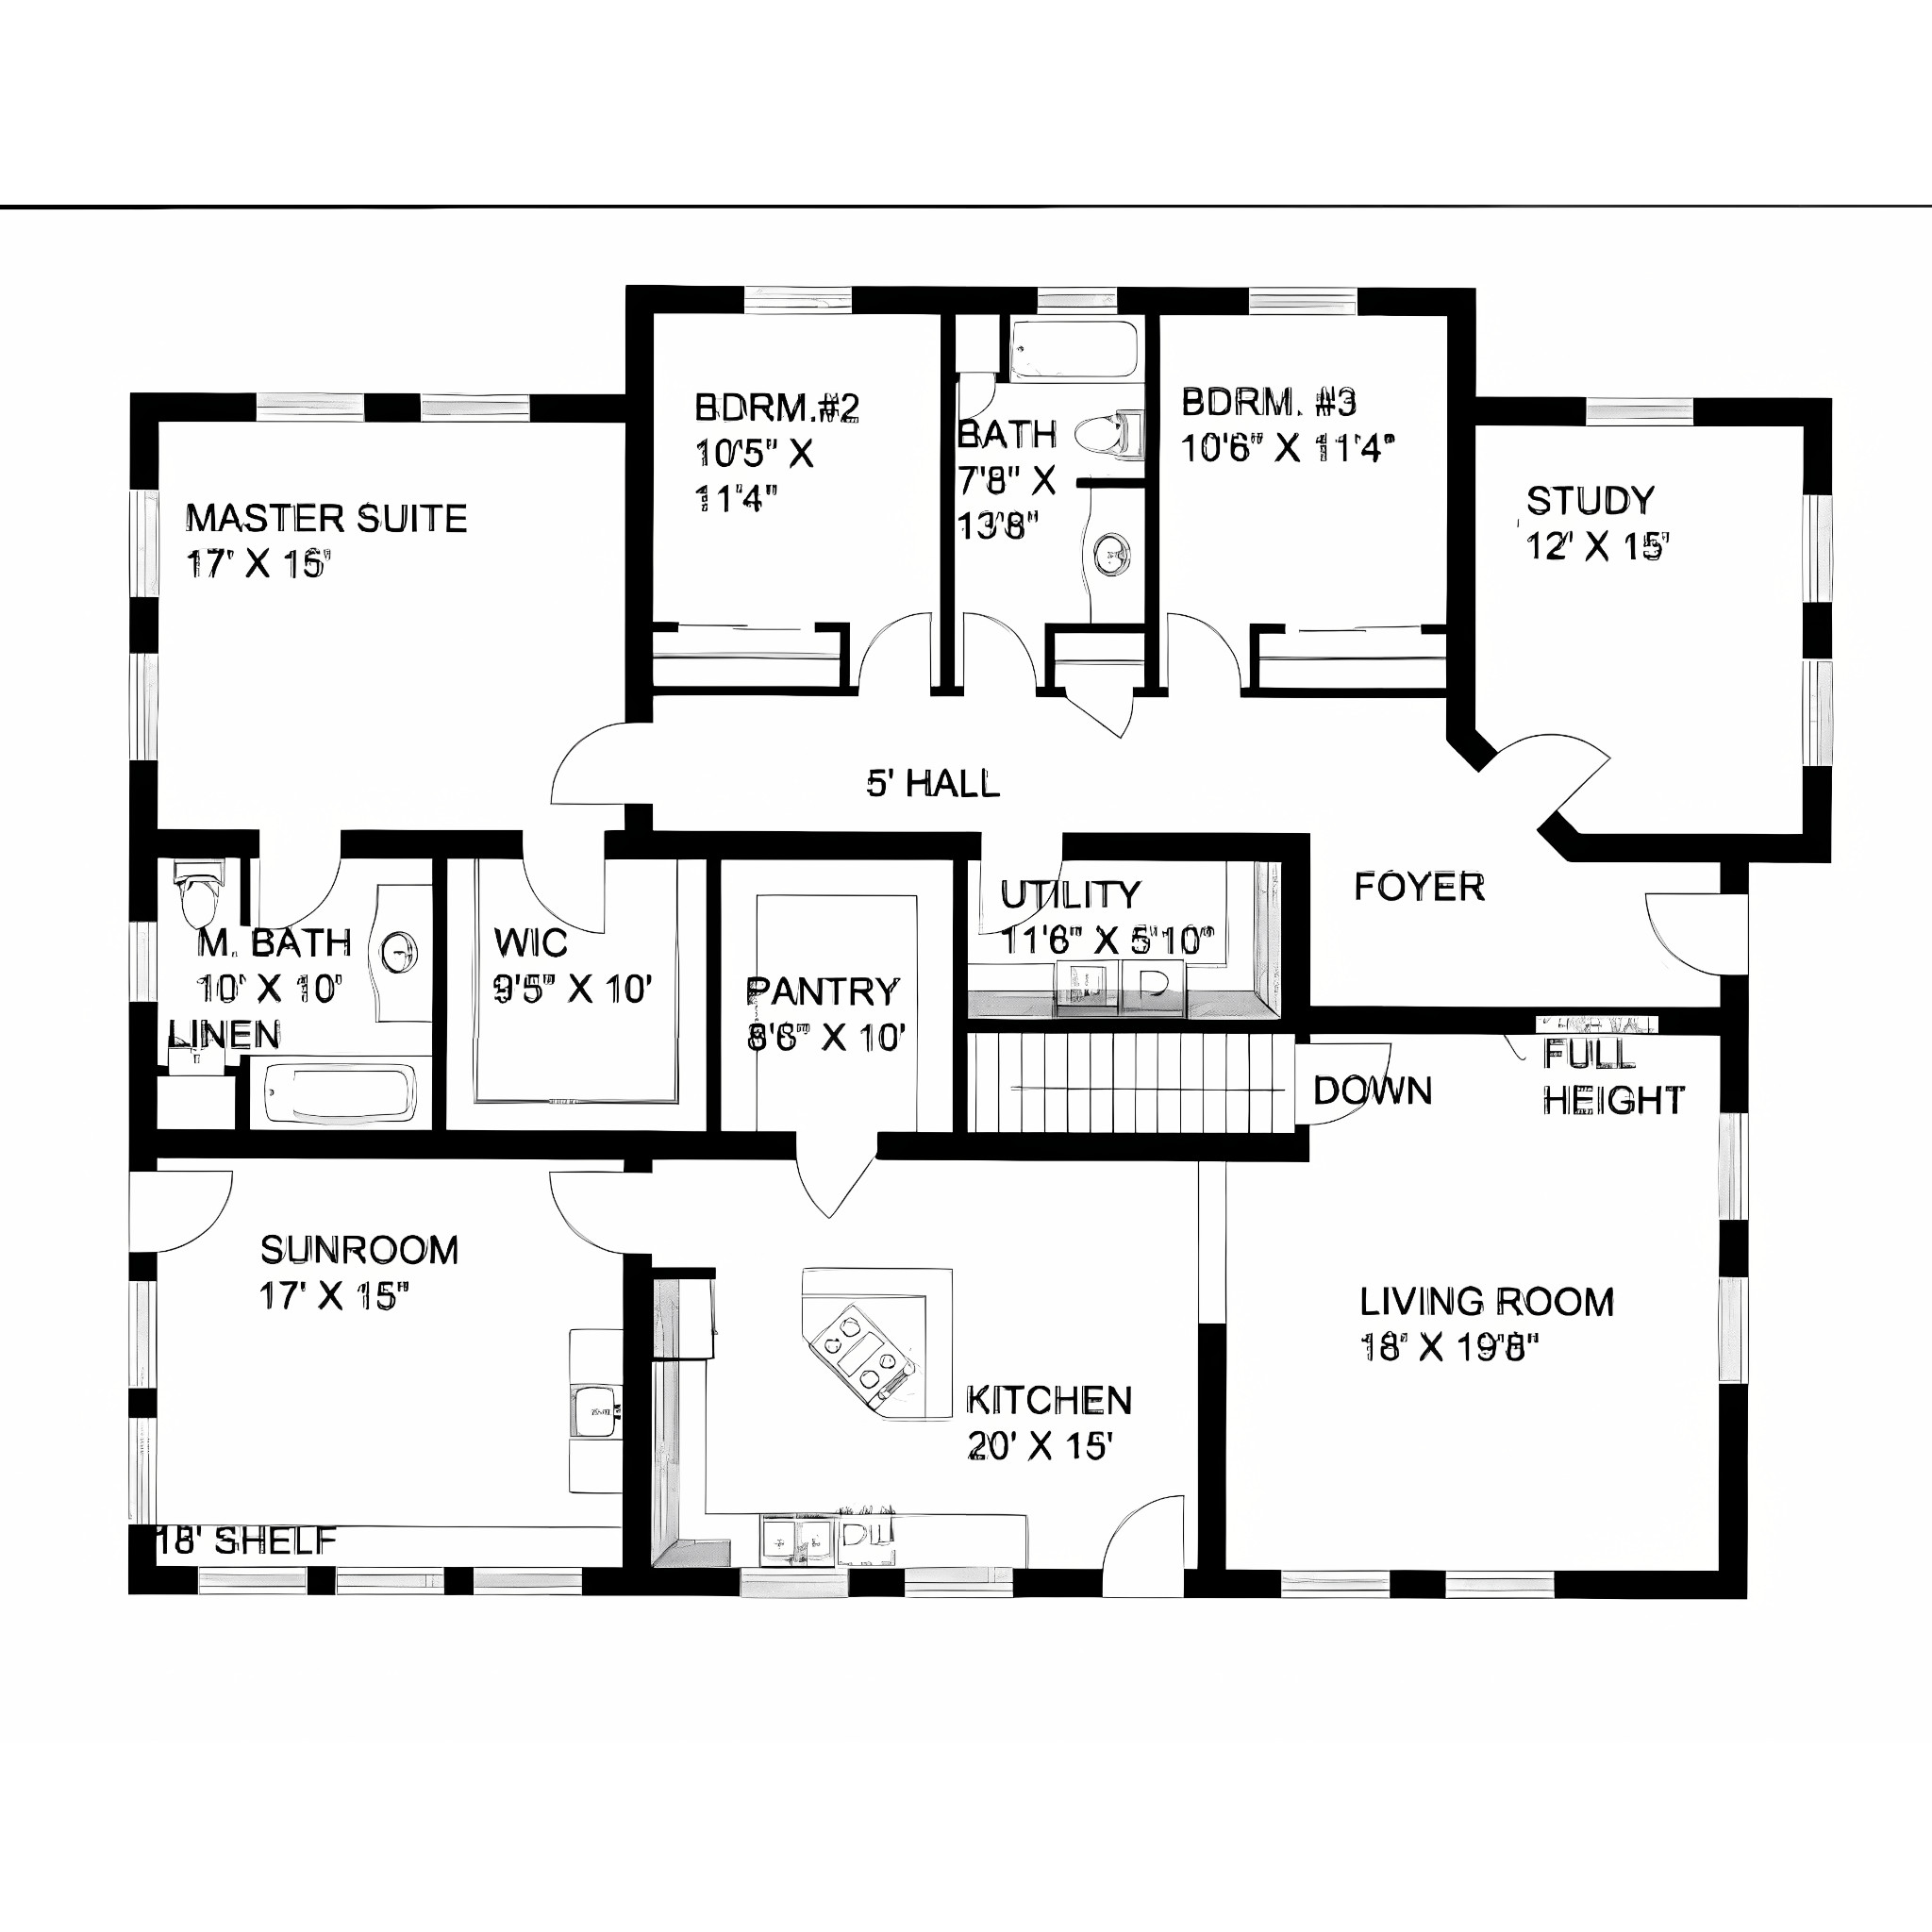 BDRM.#2
10'5" X
11'4"
BATH
7'8" X
13'8"
BDRM. #3
10'6" X 11'4"
MASTER SUITE
17' X 15'
STUDY
12' X 15'
5' HALL
FOYER
UTILITY
11'6" X 5'10"
D
M. BATH
10' X 10'
LINEN
WIC
9'5" X 10'
PANTRY
8'6" X 10'
DOWN
FULL
HEIGHT
SUNROOM
17' X 15"
LIVING ROOM
18' X 19'8"
KITCHEN
20' X 15'
18' SHELF